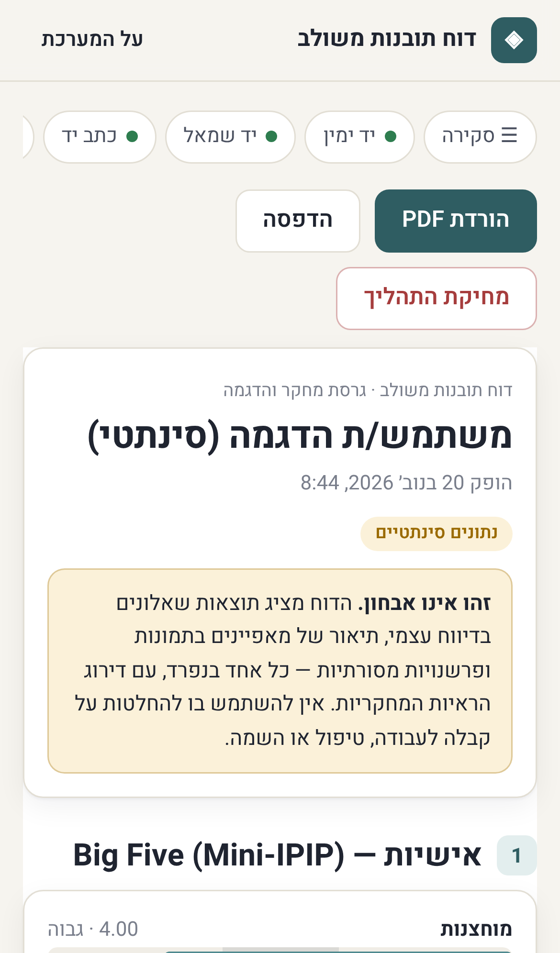 דוח תובנות משולב
על המערכת
☰ סקירה
יד ימין
יד שמאל
כתב יד
הורדת PDF
הדפסה
מחיקת התהליך
דוח תובנות משולב · גרסת מחקר והדגמה
משתמש/ת הדגמה (סינתטי)
הופק 20 בנוב׳ 2026, 8:44
נתונים סינתטיים
זהו אינו אבחון. הדוח מציג תוצאות שאלונים
בדיווח עצמי, תיאור של מאפיינים בתמונות
ופרשנויות מסורתיות — כל אחד בנפרד, עם דירוג
הראיות המחקריות. אין להשתמש בו להחלטות על
קבלה לעבודה, טיפול או השמה.
1
אישיות — Big Five (Mini-IPIP)
מוחצנות
4.00 · גבוה